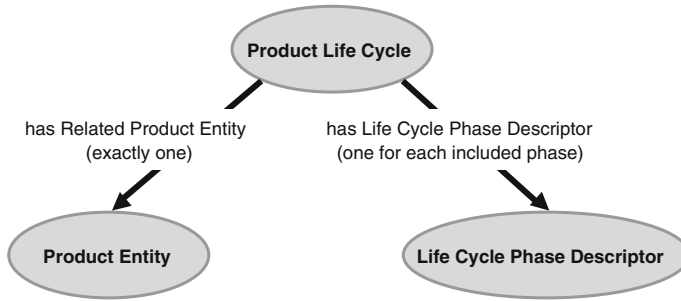 Product Life Cycle
has Related Product Entity
(exactly one)
has Life Cycle Phase Descriptor
(one for each included phase)
Product Entity
Life Cycle Phase Descriptor